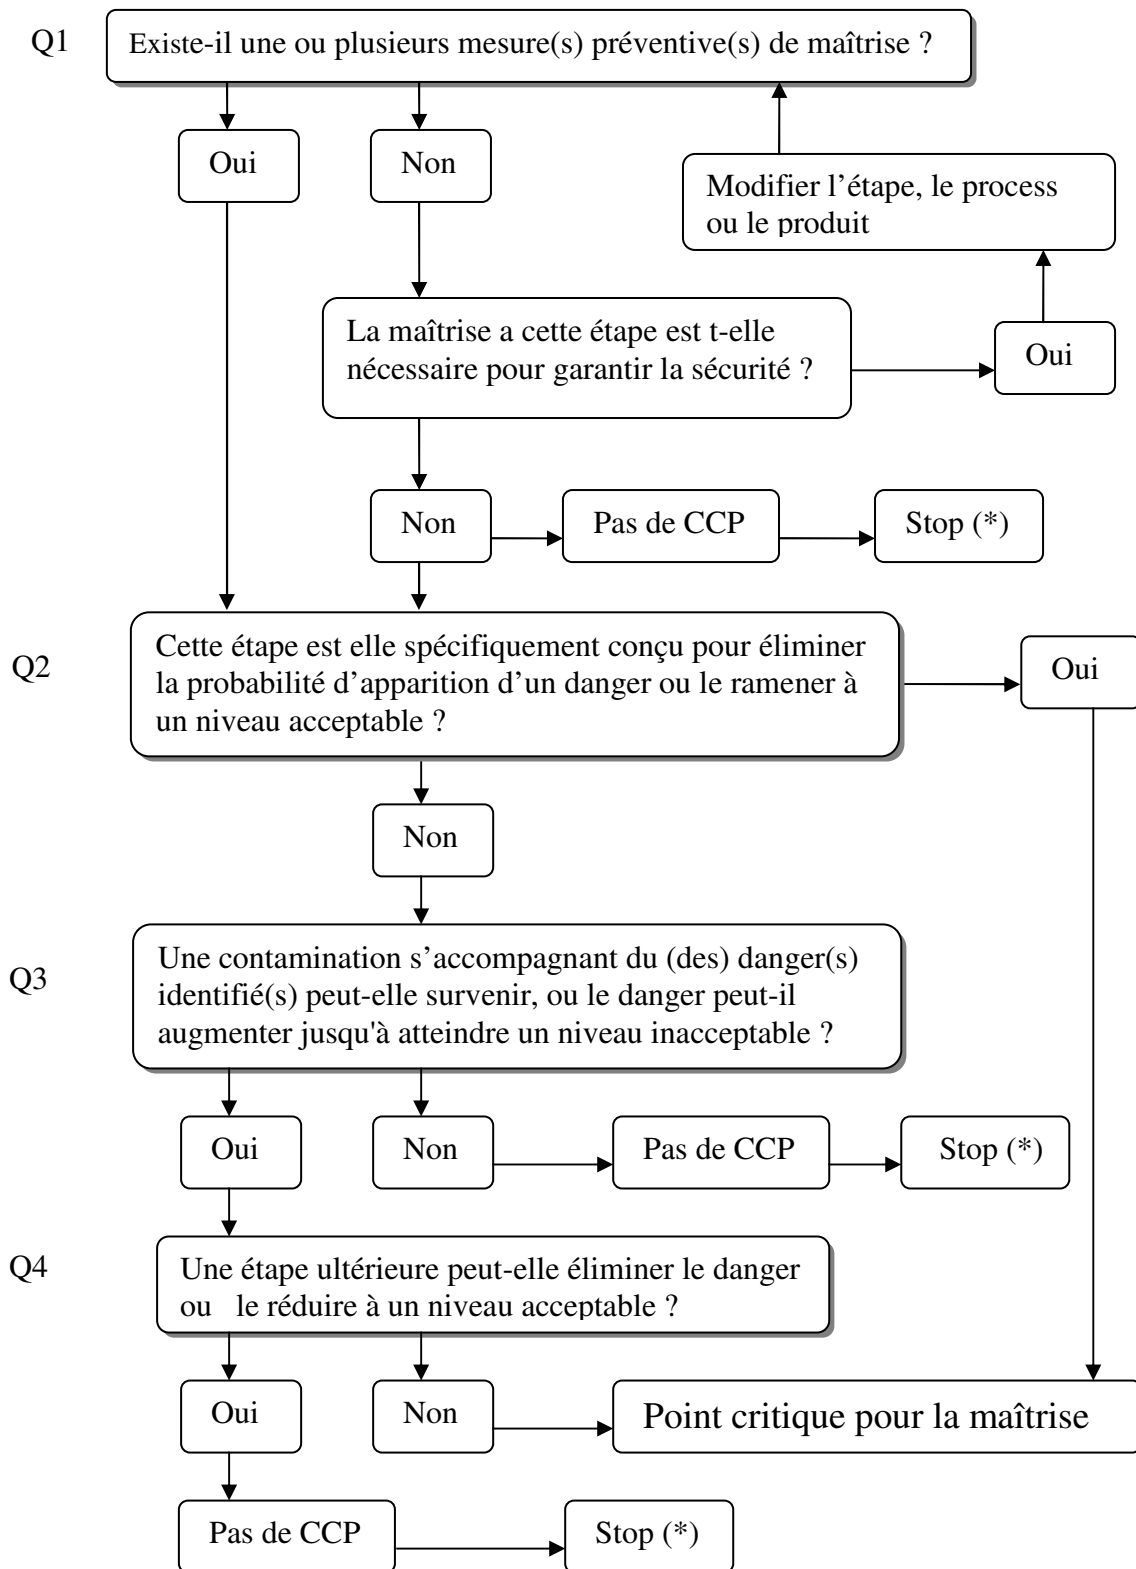 Q1
Existe-il une ou plusieurs mesure(s) préventive(s) de maîtrise ?
Oui
Non
Modifier l’étape, le process
ou le produit
La maîtrise a cette étape est t-elle
nécessaire pour garantir la sécurité ?
Oui
Non
Pas de CCP
Stop (*)
Q2
Cette étape est elle spécifiquement conçu pour éliminer
la probabilité d’apparition d’un danger ou le ramener à
un niveau acceptable ?
Oui
Non
Q3
Une contamination s’accompagnant du (des) danger(s)
identifié(s) peut-elle survenir, ou le danger peut-il
augmenter jusqu'à atteindre un niveau inacceptable ?
Oui
Non
Pas de CCP
Stop (*)
Q4
Une étape ultérieure peut-elle éliminer le danger
ou le réduire à un niveau acceptable ?
Oui
Non
Point critique pour la maîtrise
Pas de CCP
Stop (*)